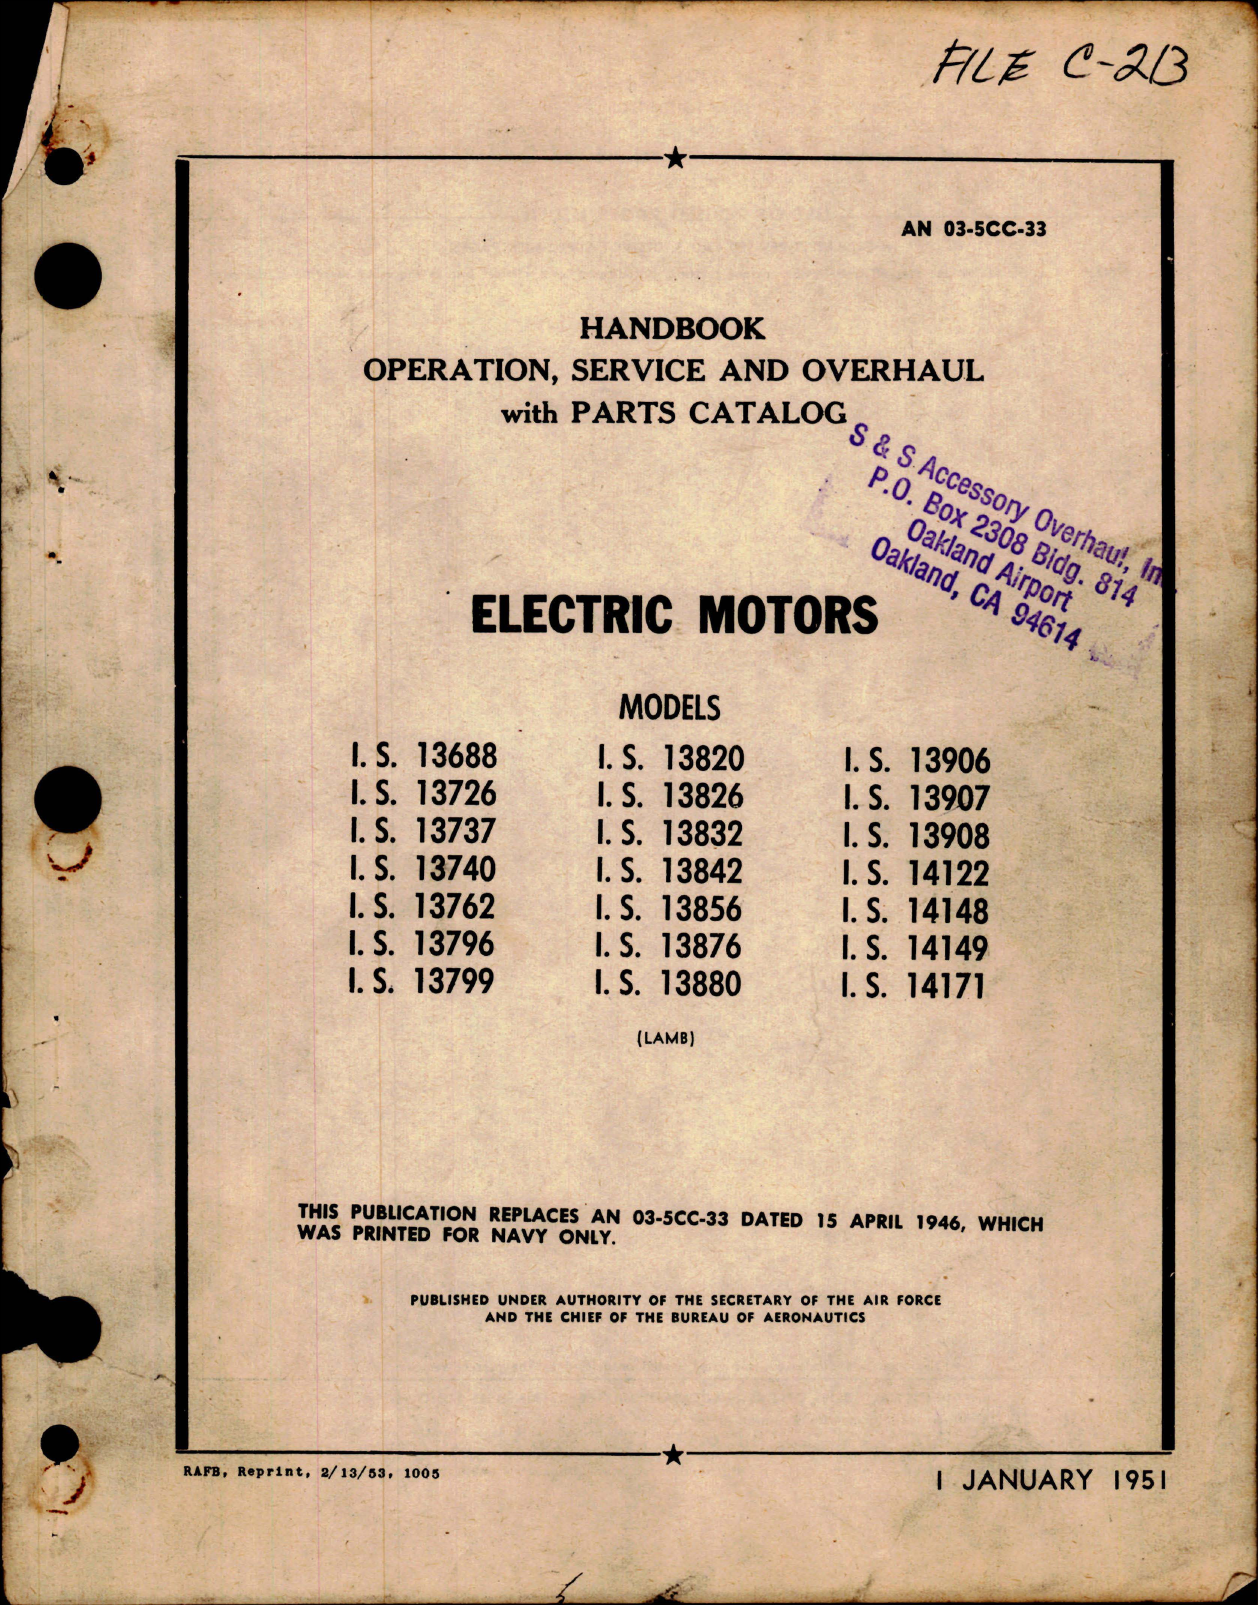 FILE C-2B
AN 03-5CC-33
HANDBOOK
OPERATION, SERVICE AND OVERHAUL
with PARTS CATALOG
S & S Accessory Overhaul,
P.O. Box 2308 Bldg. 814
Oakland Airport
Oakland, CA 94614
ELECTRIC MOTORS
MODELS
I. S. 13688 I. S. 13820 I. S. 13906
I. S. 13726 I. S. 13826 I. S. 13907
I. S. 13737 I. S. 13832 I. S. 13908
I. S. 13740 I. S. 13842 I. S. 14122
I. S. 13762 I. S. 13856 I. S. 14148
I. S. 13796 I. S. 13876 I. S. 14149
I. S. 13799 I. S. 13880 I. S. 14171
(LAMB)
THIS PUBLICATION REPLACES AN 03-5CC-33 DATED 15 APRIL 1946, WHICH
WAS PRINTED FOR NAVY ONLY.
PUBLISHED UNDER AUTHORITY OF THE SECRETARY OF THE AIR FORCE
AND THE CHIEF OF THE BUREAU OF AERONAUTICS
RAFB, Reprint, 2/13/53, 1005
1 JANUARY 1951